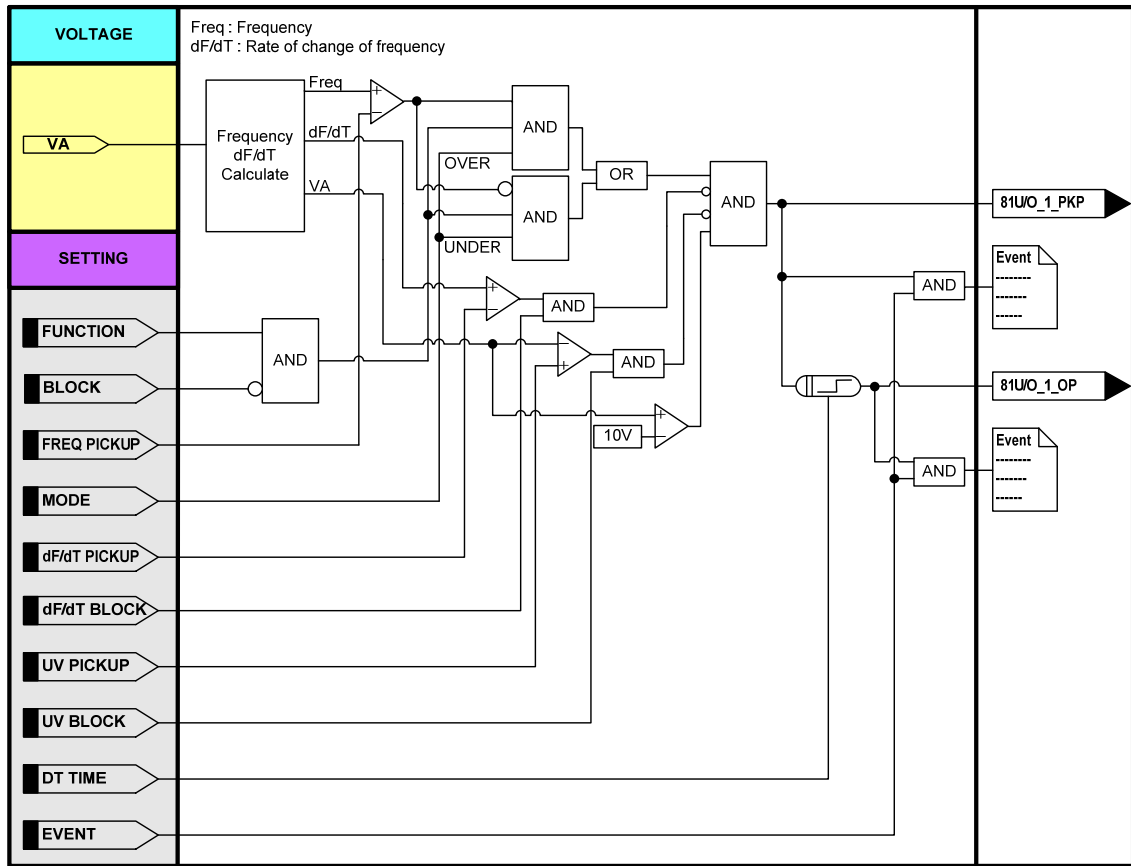 VOLTAGE
Freq : Frequency
dF/dT : Rate of change of frequency
VA
Frequency
dF/dT
Calculate
Freq
dF/dT
VA
+
−
AND
OVER
AND
UNDER
OR
AND
81U/O_1_PKP
Event
AND
SETTING
FUNCTION
BLOCK
AND
+
−
AND
−
+
AND
10V
+
−
81U/O_1_OP
Event
AND
FREQ PICKUP
MODE
dF/dT PICKUP
dF/dT BLOCK
UV PICKUP
UV BLOCK
DT TIME
EVENT